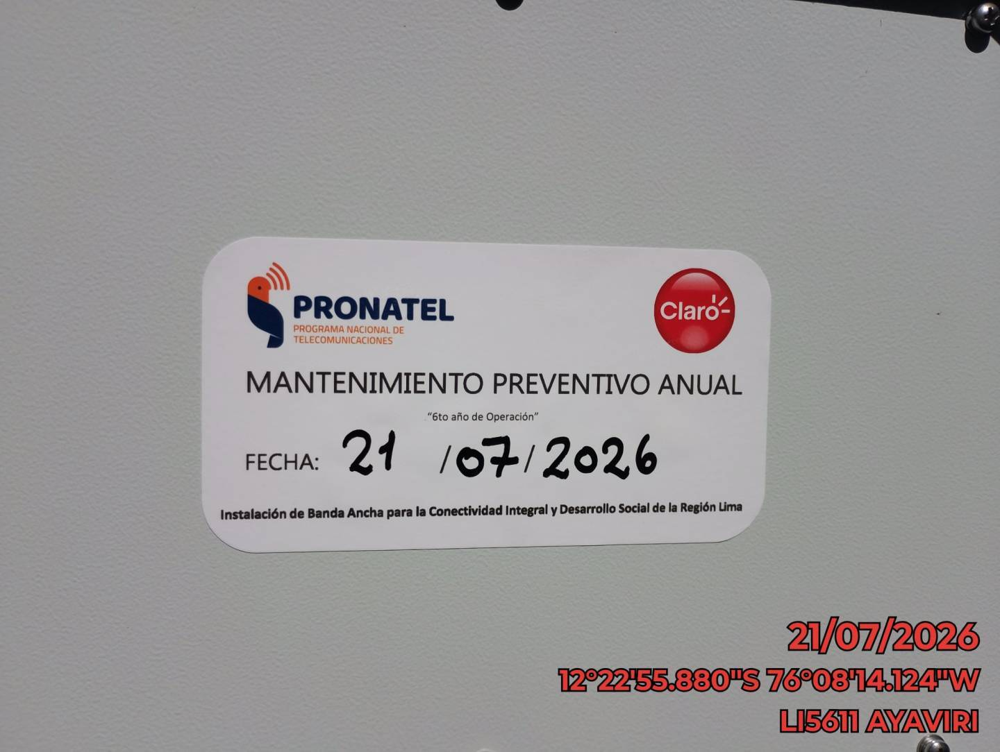 PRONATEL
PROGRAMA NACIONAL DE
TELECOMUNICACIONES
Claro
MANTENIMIENTO PREVENTIVO ANUAL
“6to año de Operación”
FECHA: 21 /07/2026
Instalación de Banda Ancha para la Conectividad Integral y Desarrollo Social de la Región Lima
21/07/2026
12°22'55.880"S 76°08'14.124"W
LI5611 AYAVIRI